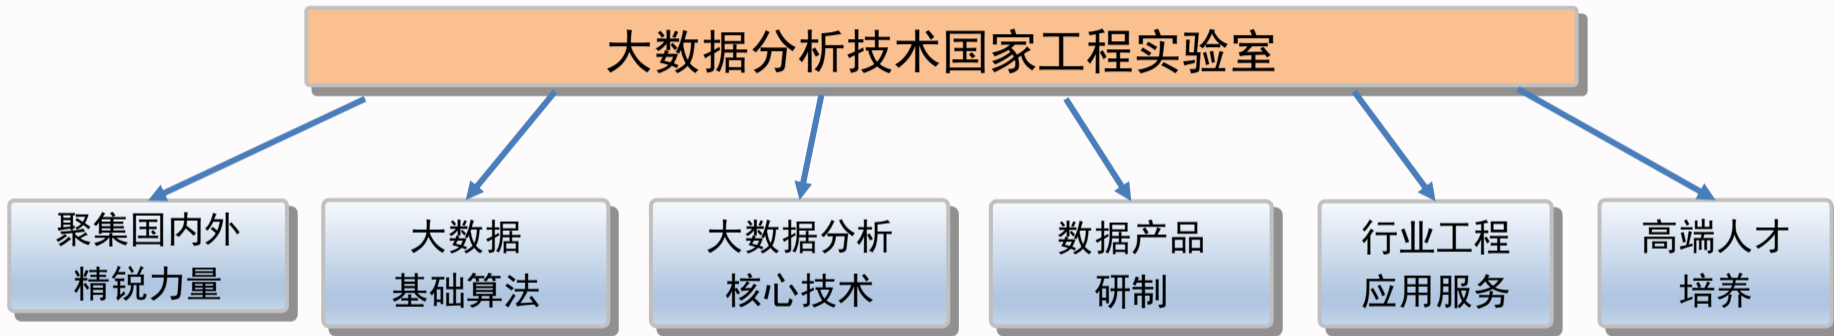 大数据分析技术国家工程实验室
聚集国内外
精锐力量
大数据
基础算法
大数据分析
核心技术
数据产品
研制
行业工程
应用服务
高端人才
培养